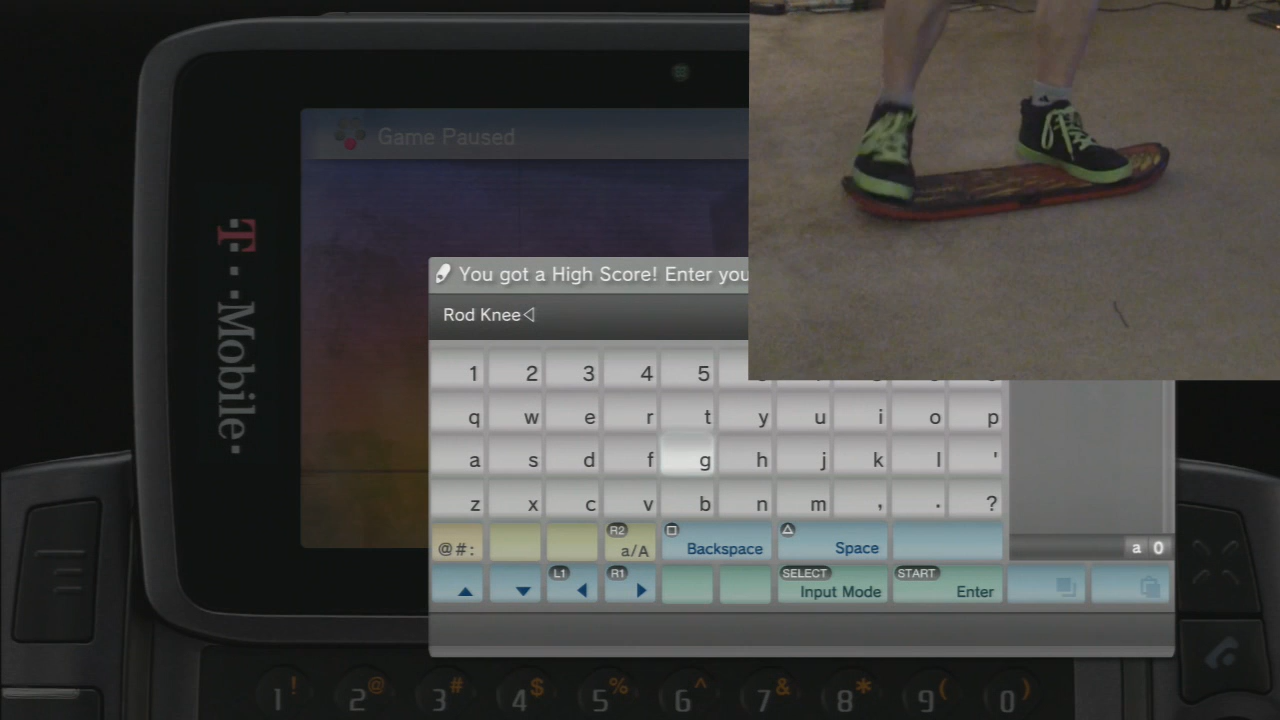 T··Mobile·
Game Paused
You got a High Score! Enter you
Rod Knee
1 2 3 4 5
q w e r t y u i o p
a s d f g h j k l '
z x c v b n m , . ?
@#: R2 a/A Backspace Space
a 0
L1 R1 SELECT Input Mode START Enter
1! 2@ 3# 4$ 5% 6^ 7& 8* 9( 0)